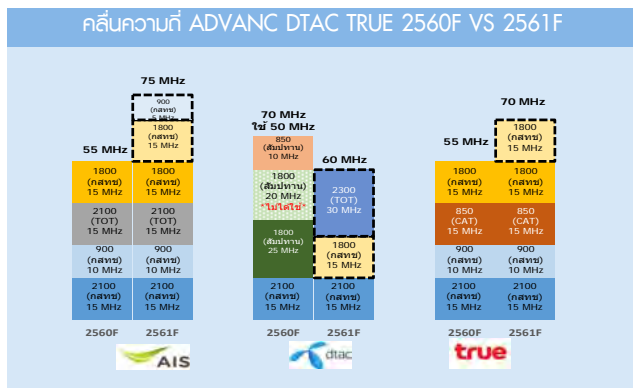 คลื่นความถี่ ADVANC DTAC TRUE 2560F VS 2561F
75 MHz
900
(กสทช)
5 MHz
1800
(กสทช)
15 MHz
55 MHz
1800
(กสทช)
15 MHz
1800
(กสทช)
15 MHz
2100
(TOT)
15 MHz
2100
(TOT)
15 MHz
900
(กสทช)
10 MHz
900
(กสทช)
10 MHz
2100
(กสทช)
15 MHz
2100
(กสทช)
15 MHz
2560F
2561F
AIS
70 MHz
ใช้ 50 MHz
850
(สัมปทาน)
10 MHz
1800
(สัมปทาน)
20 MHz
*ไม่ได้ใช้*
1800
(สัมปทาน)
25 MHz
2100
(กสทช)
15 MHz
60 MHz
2300
(TOT)
30 MHz
1800
(กสทช)
15 MHz
2100
(กสทช)
15 MHz
2560F
2561F
dtac
70 MHz
1800
(กสทช)
15 MHz
55 MHz
1800
(กสทช)
15 MHz
1800
(กสทช)
15 MHz
850
(CAT)
15 MHz
850
(CAT)
15 MHz
900
(กสทช)
10 MHz
900
(กสทช)
10 MHz
2100
(กสทช)
15 MHz
2100
(กสทช)
15 MHz
2560F
2561F
true